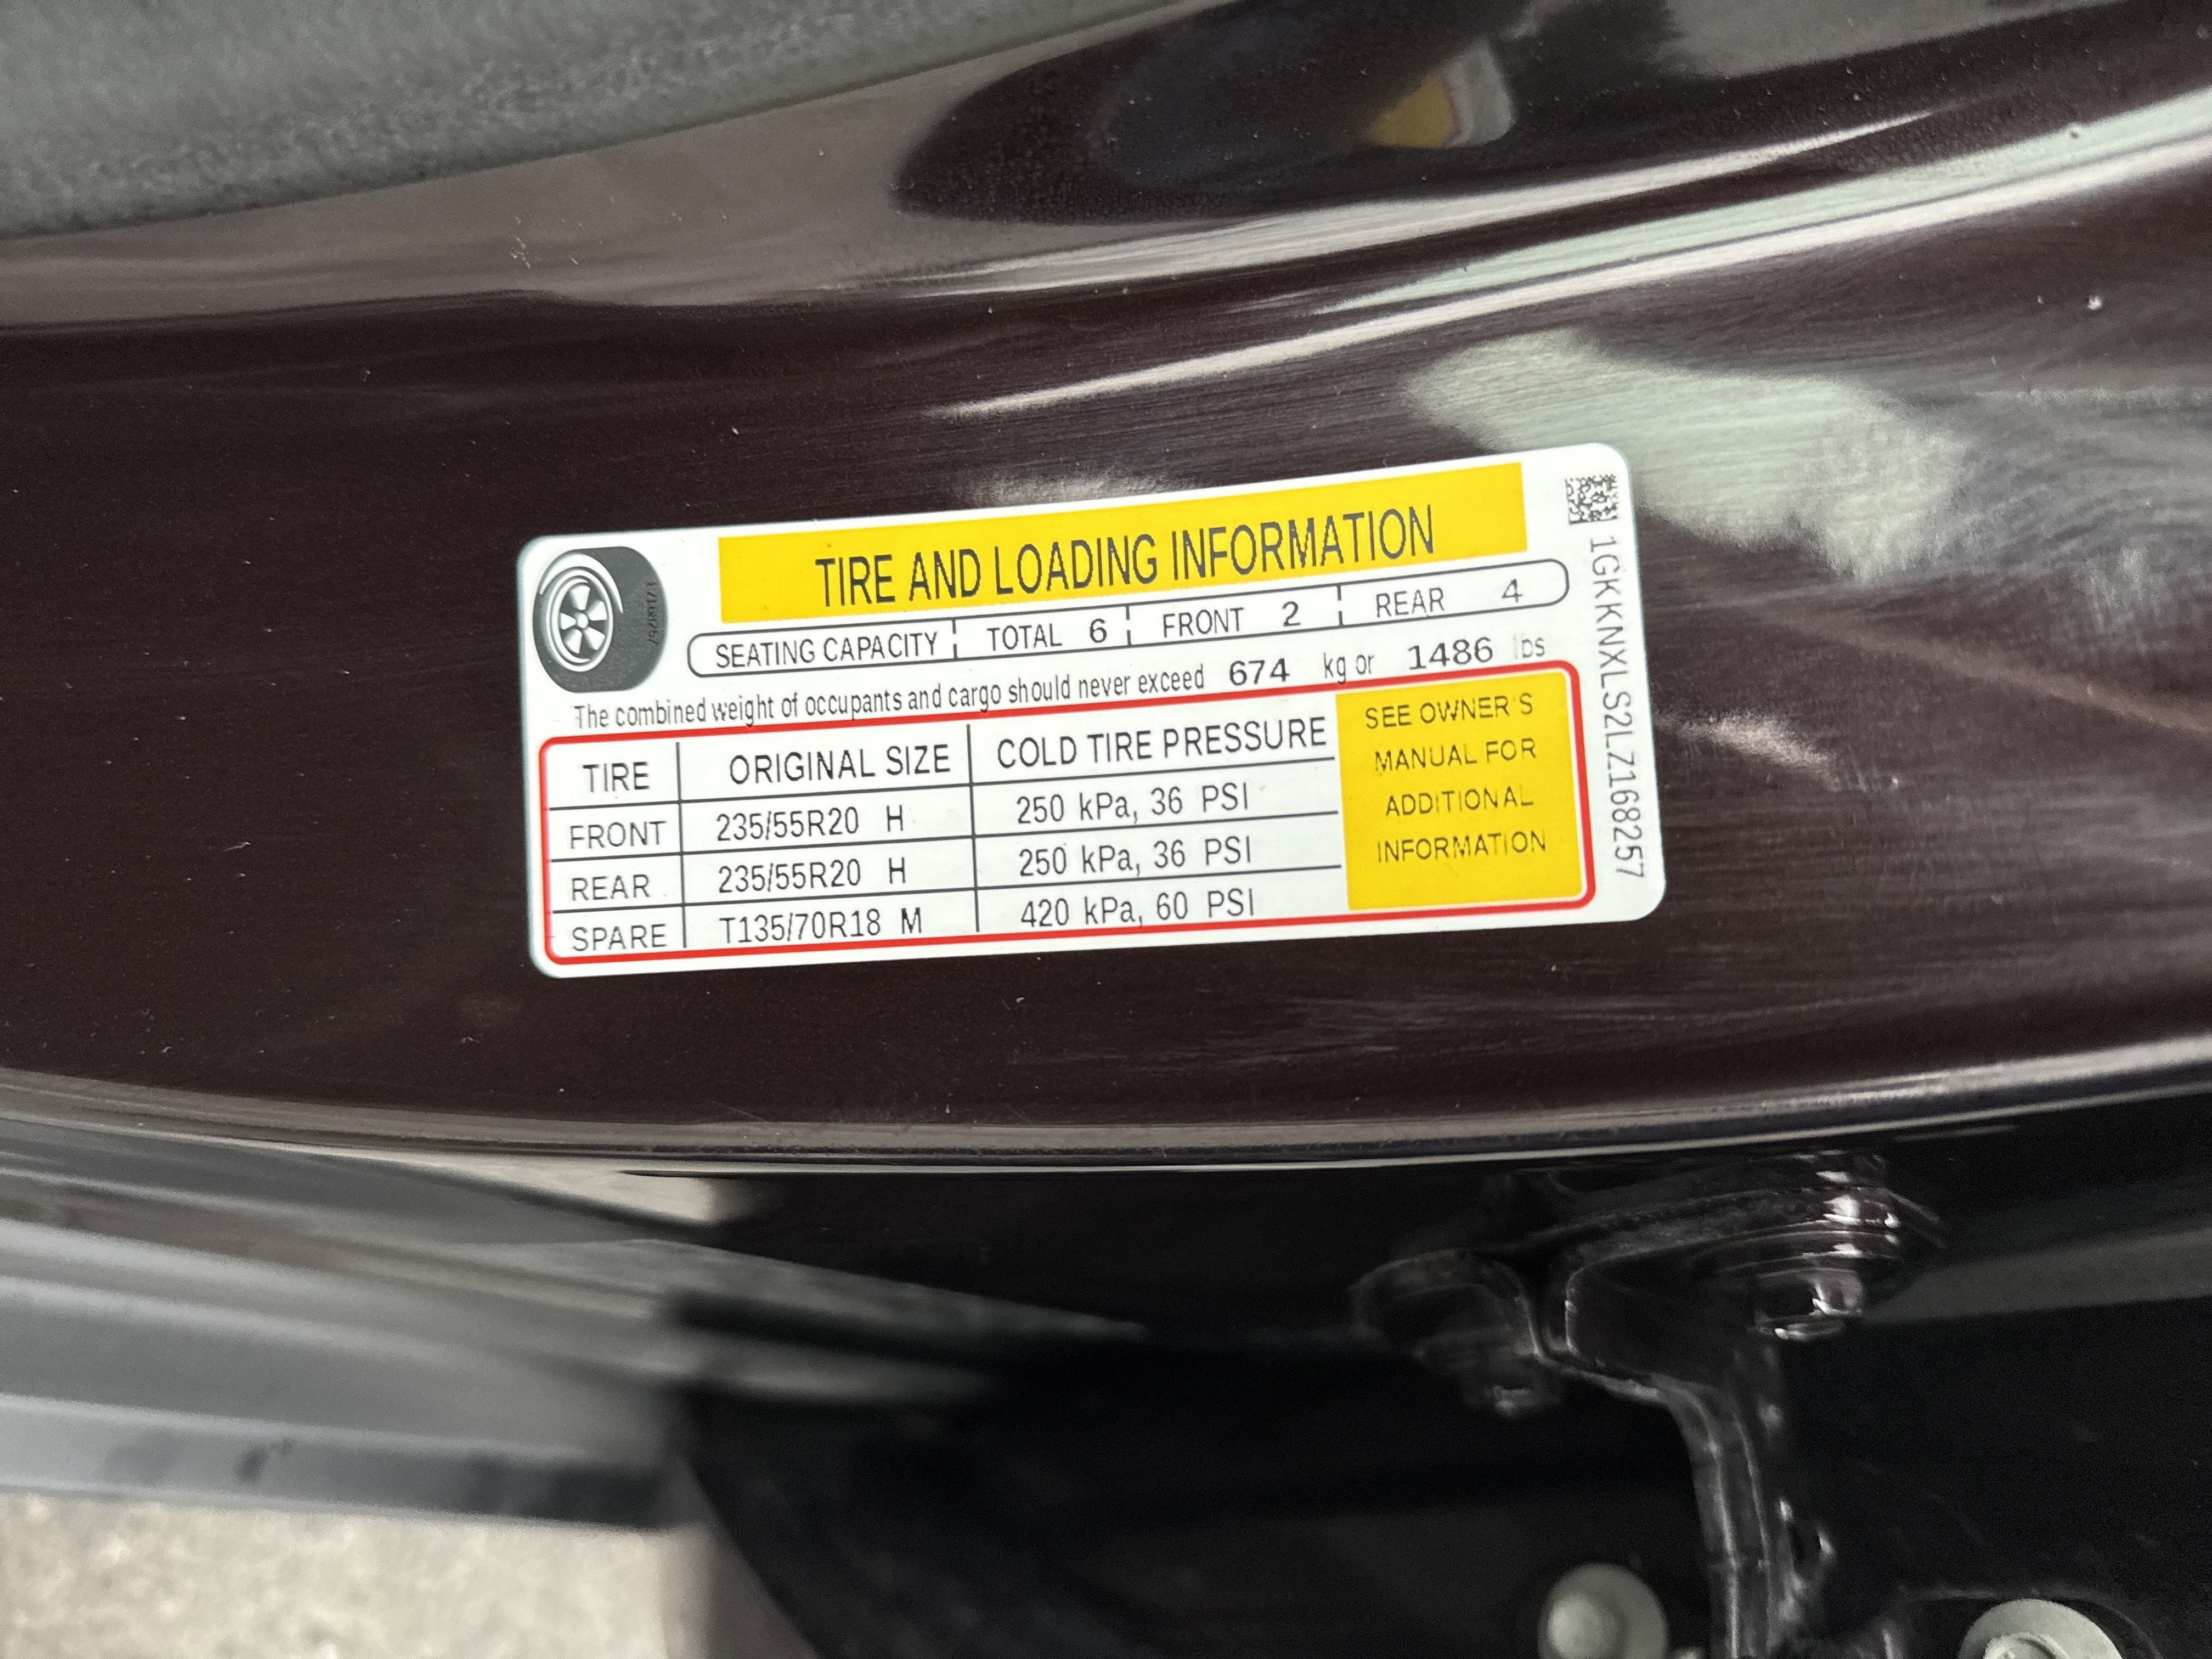 TIRE AND LOADING INFORMATION
SEATING CAPACITY TOTAL 6 FRONT 2 REAR 4
The combined weight of occupants and cargo should never exceed 674 kg or 1486 lbs
TIRE ORIGINAL SIZE COLD TIRE PRESSURE
FRONT 235/55R20 H 250 kPa, 36 PSI
REAR 235/55R20 H 250 kPa, 36 PSI
SPARE T135/70R18 M 420 kPa, 60 PSI
SEE OWNER'S
MANUAL FOR
ADDITIONAL
INFORMATION
1GKKNXLS2LZ168257